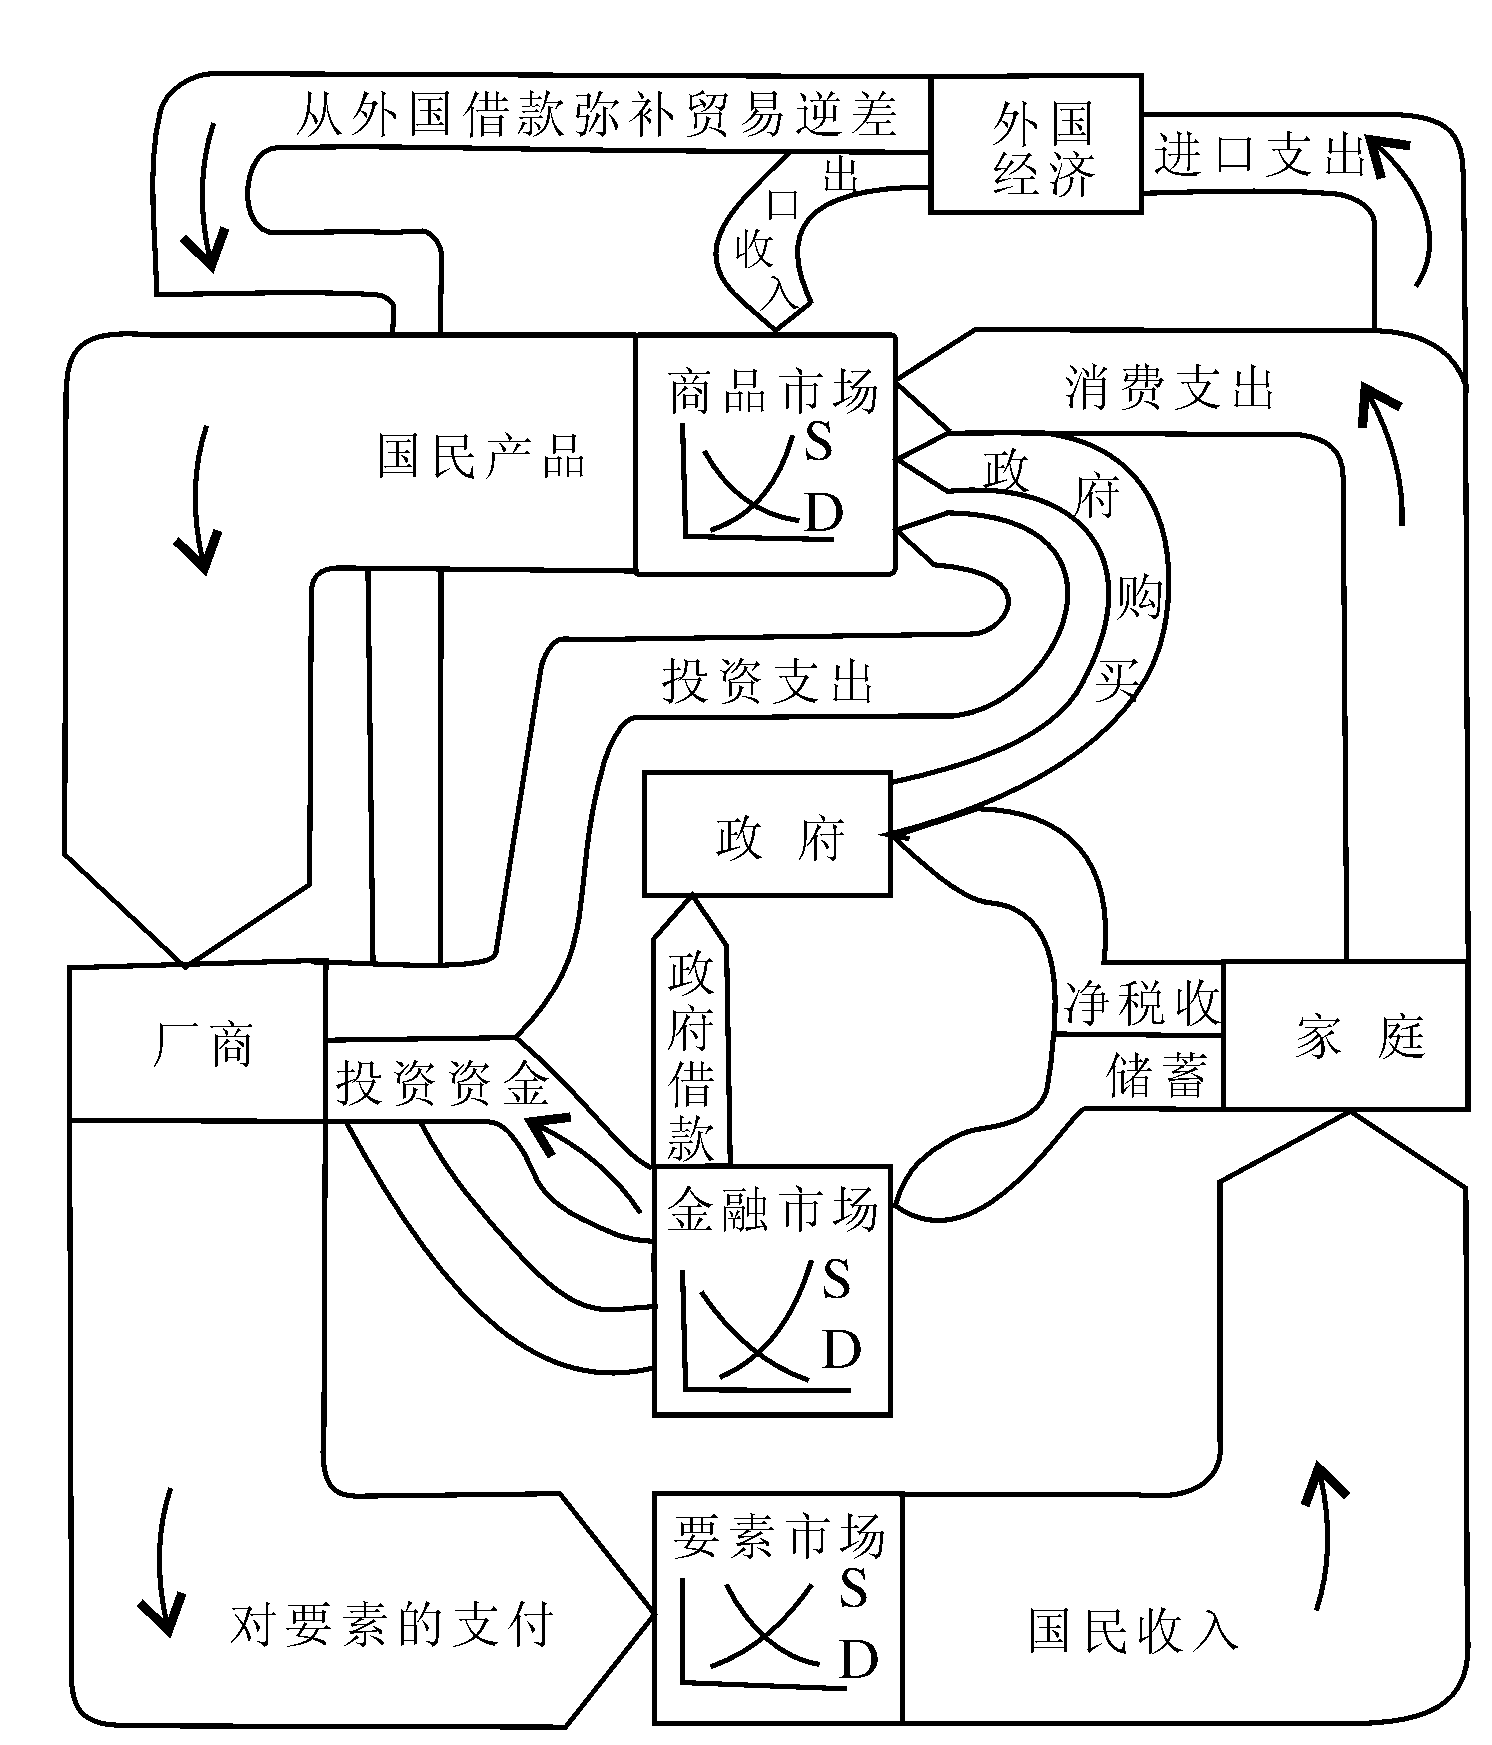 从外国借款弥补贸易逆差
外国
经济
进口支出
出
口
收
入
商品市场
S
D
国民产品
消费支出
政
府
购
买
投资支出
政 府
政
府
借
款
厂商
投资资金
净税收
储蓄
家 庭
金融市场
S
D
要素市场
S
D
对要素的支付
国民收入